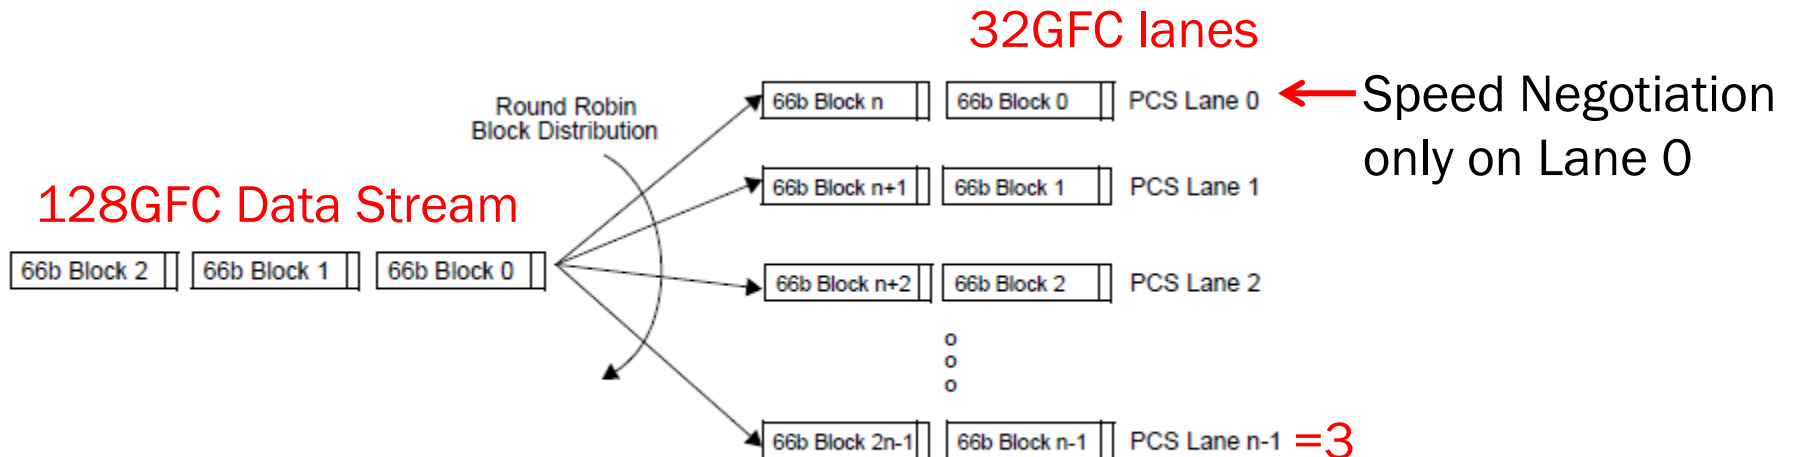 32GFC lanes
Round Robin
Block Distribution
128GFC Data Stream
66b Block 2 66b Block 1 66b Block 0
66b Block n 66b Block 0 PCS Lane 0
Speed Negotiation
only on Lane 0
66b Block n+1 66b Block 1 PCS Lane 1
66b Block n+2 66b Block 2 PCS Lane 2
o
o
o
66b Block 2n-1 66b Block n-1 PCS Lane n-1 =3